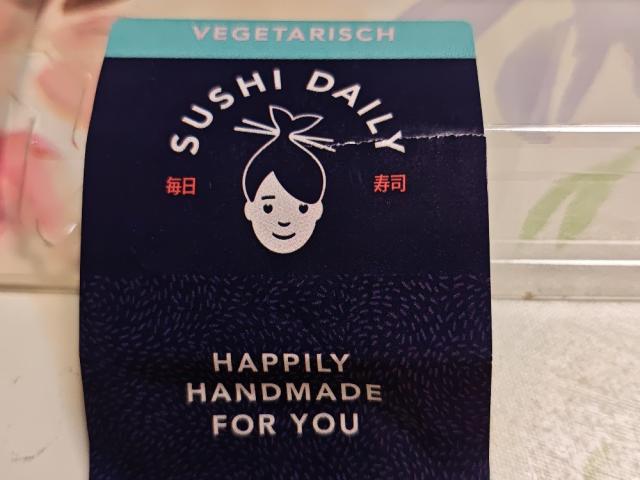 VEGETARISCH
SUSHI DAILY
毎日
寿司
HAPPILY
HANDMADE
FOR YOU